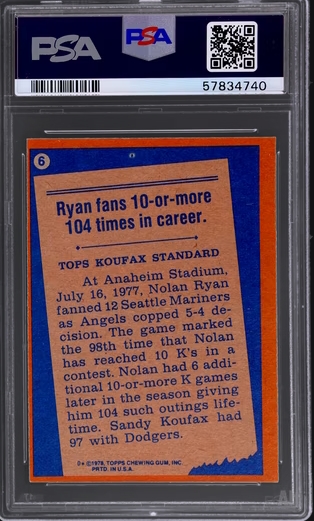 PSA
PSA
57834740
6
Ryan fans 10-or-more
104 times in career.
TOPS KOUFAX STANDARD
At Anaheim Stadium,
July 16, 1977, Nolan Ryan
fanned 12 Seattle Mariners
as Angels copped 5-4 de-
cision. The game marked
the 98th time that Nolan
has reached 10 K's in a
contest. Nolan had 6 addi-
tional 10-or-more K games
later in the season giving
him 104 such outings life-
time. Sandy Koufax had
97 with Dodgers.
D* ©1978, TOPPS CHEWING GUM, INC.
PRTD. IN U.S.A.